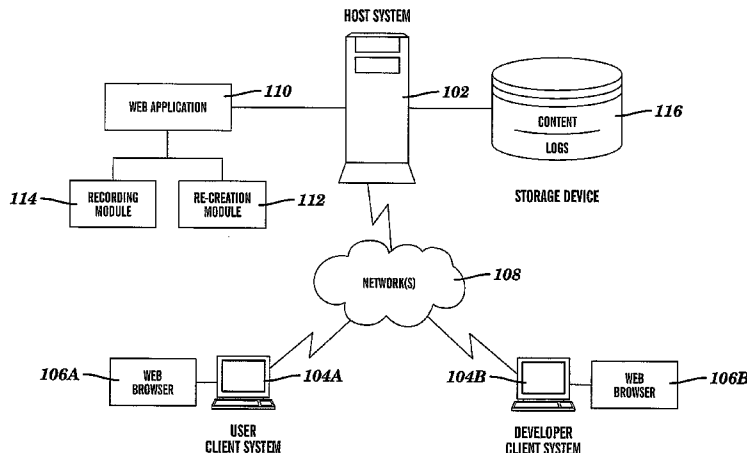 HOST SYSTEM
110
WEB APPLICATION
102
CONTENT
LOGS
116
114
RECORDING
MODULE
RE-CREATION
MODULE
112
STORAGE DEVICE
NETWORK(S)
108
106A
WEB
BROWSER
104A
104B
WEB
BROWSER
106B
USER
CLIENT SYSTEM
DEVELOPER
CLIENT SYSTEM